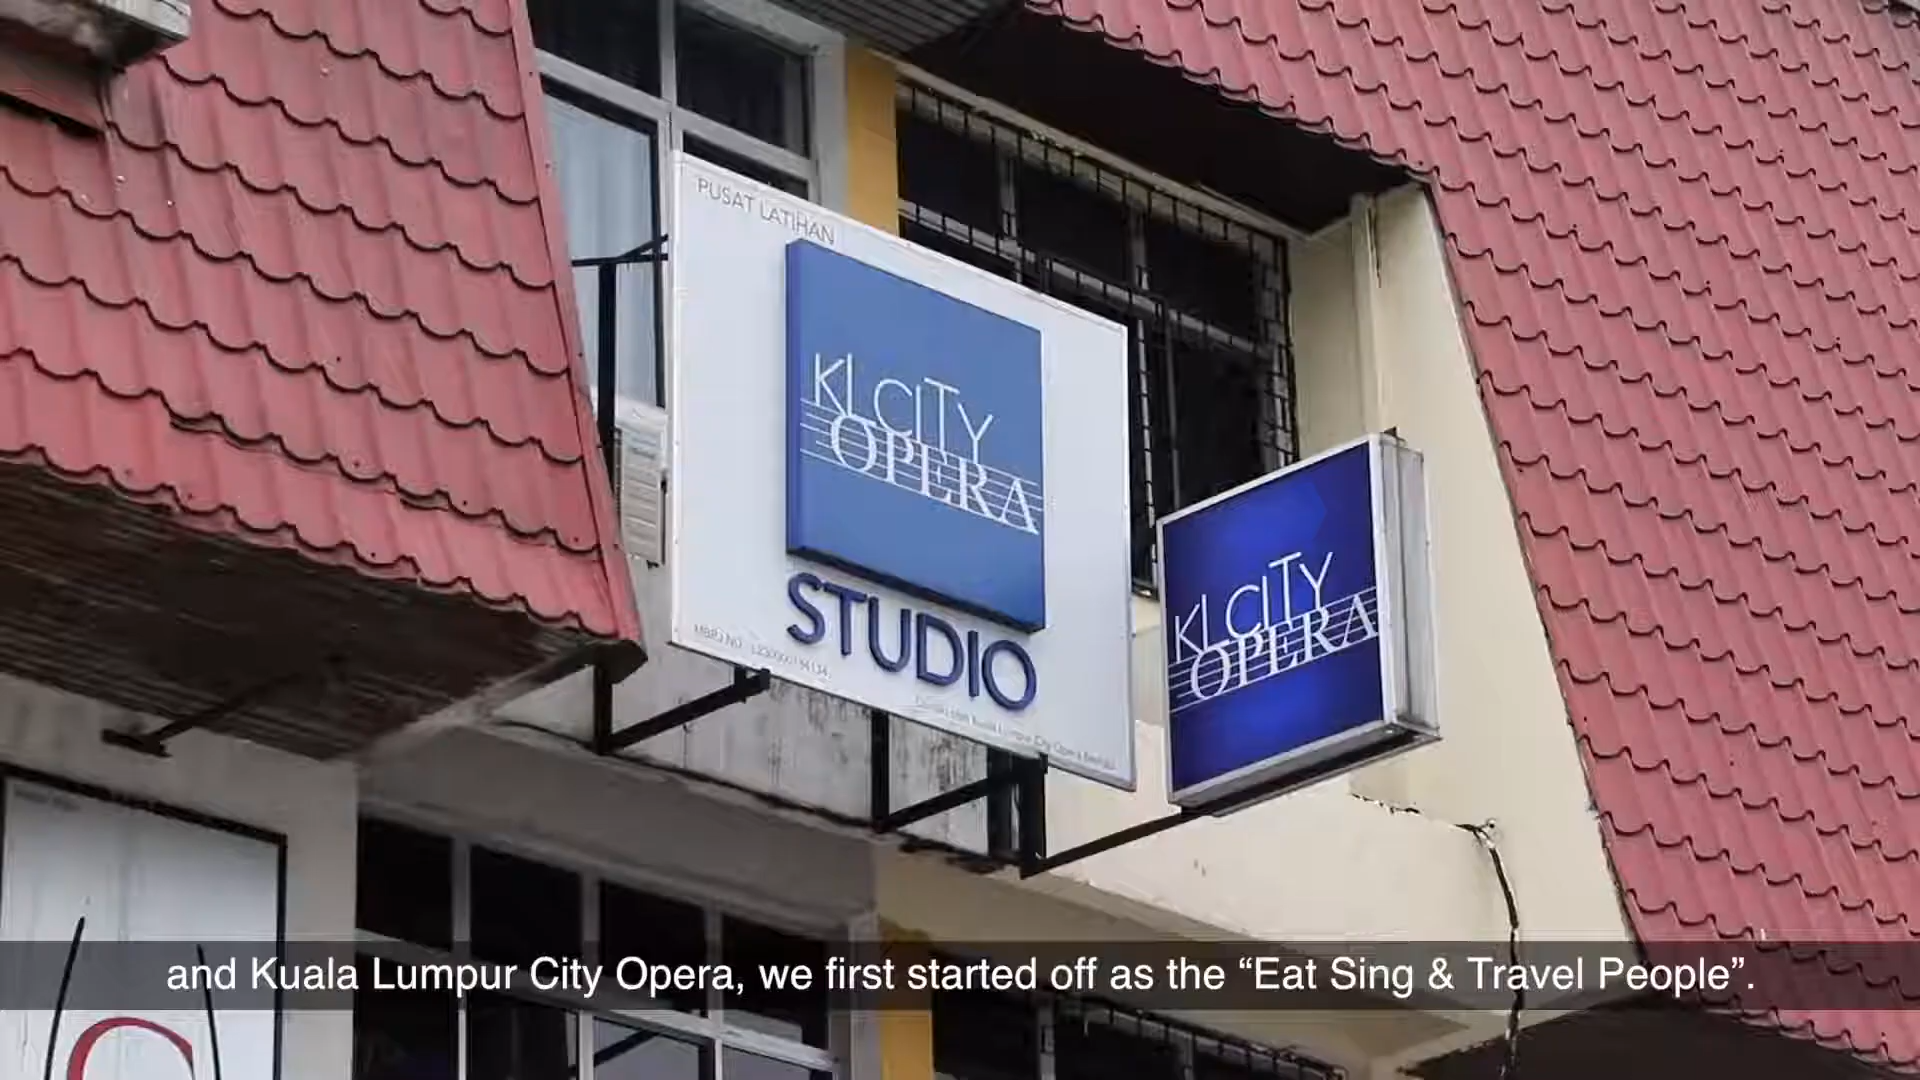 PUSAT LATIHAN
KL CITY
OPERA
STUDIO
KL CITY
OPERA
and Kuala Lumpur City Opera, we first started off as the “Eat Sing & Travel People”.